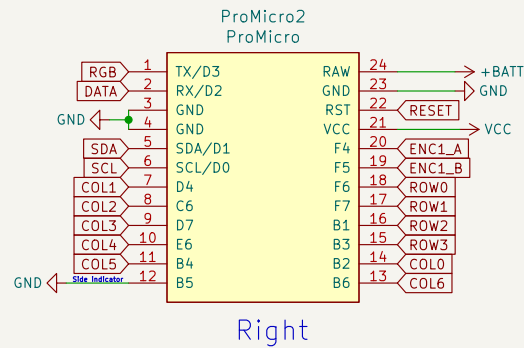 ProMicro2
ProMicro
RGB 1 TX/D3 RAW 24 +BATT
DATA 2 RX/D2 GND 23 GND
3 GND RST 22 RESET
GND 4 GND VCC 21 VCC
SDA 5 SDA/D1 F4 20 ENC1_A
SCL 6 SCL/D0 F5 19 ENC1_B
COL1 7 D4 F6 18 ROW0
COL2 8 C6 F7 17 ROW1
COL3 9 D7 B1 16 ROW2
COL4 10 E6 B3 15 ROW3
COL5 11 B4 B2 14 COL0
GND Side Indicator 12 B5 B6 13 COL6
Right